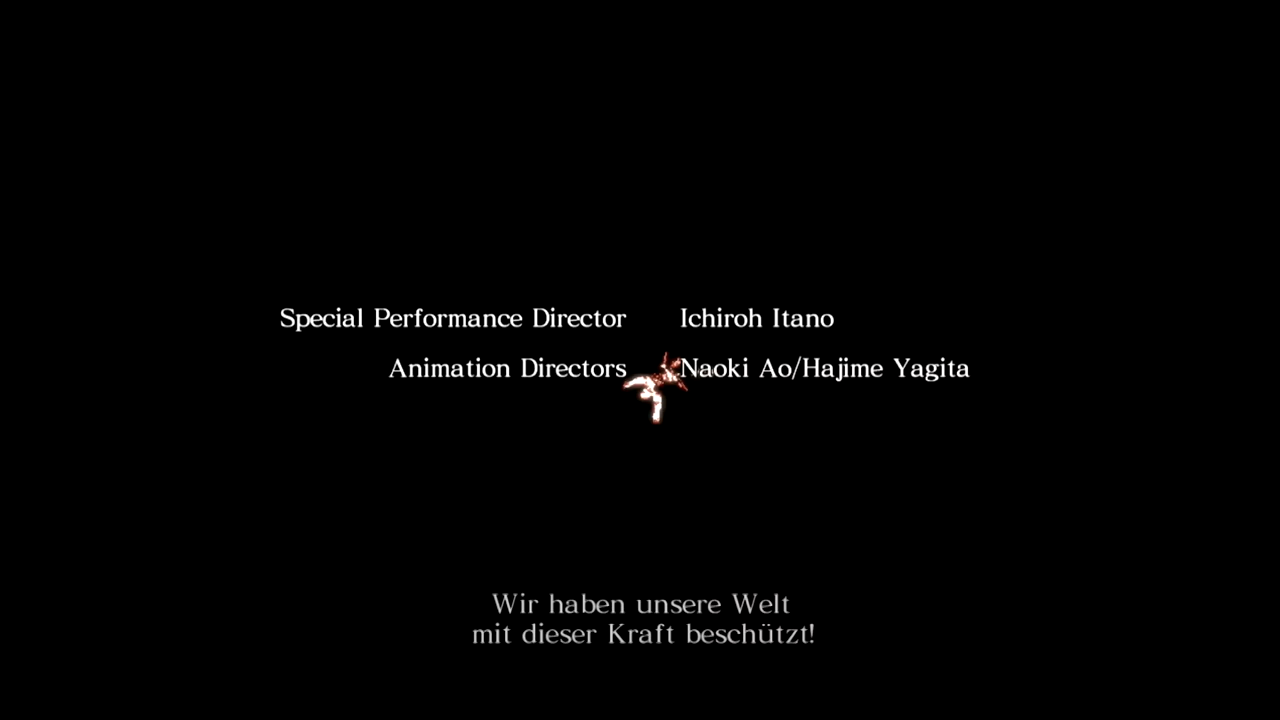 Special Performance Director Ichiroh Itano
Animation Directors Naoki Ao/Hajime Yagita
Wir haben unsere Welt
mit dieser Kraft beschützt!